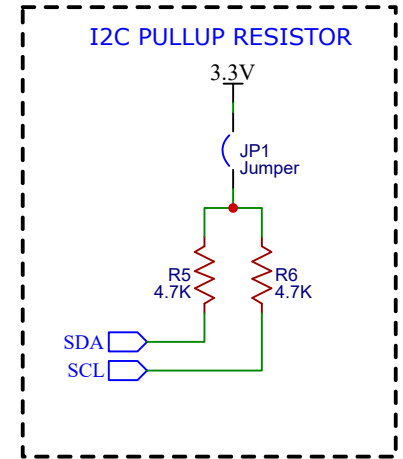 I2C PULLUP RESISTOR
3.3V
JP1
Jumper
R5
4.7K
R6
4.7K
SDA
SCL